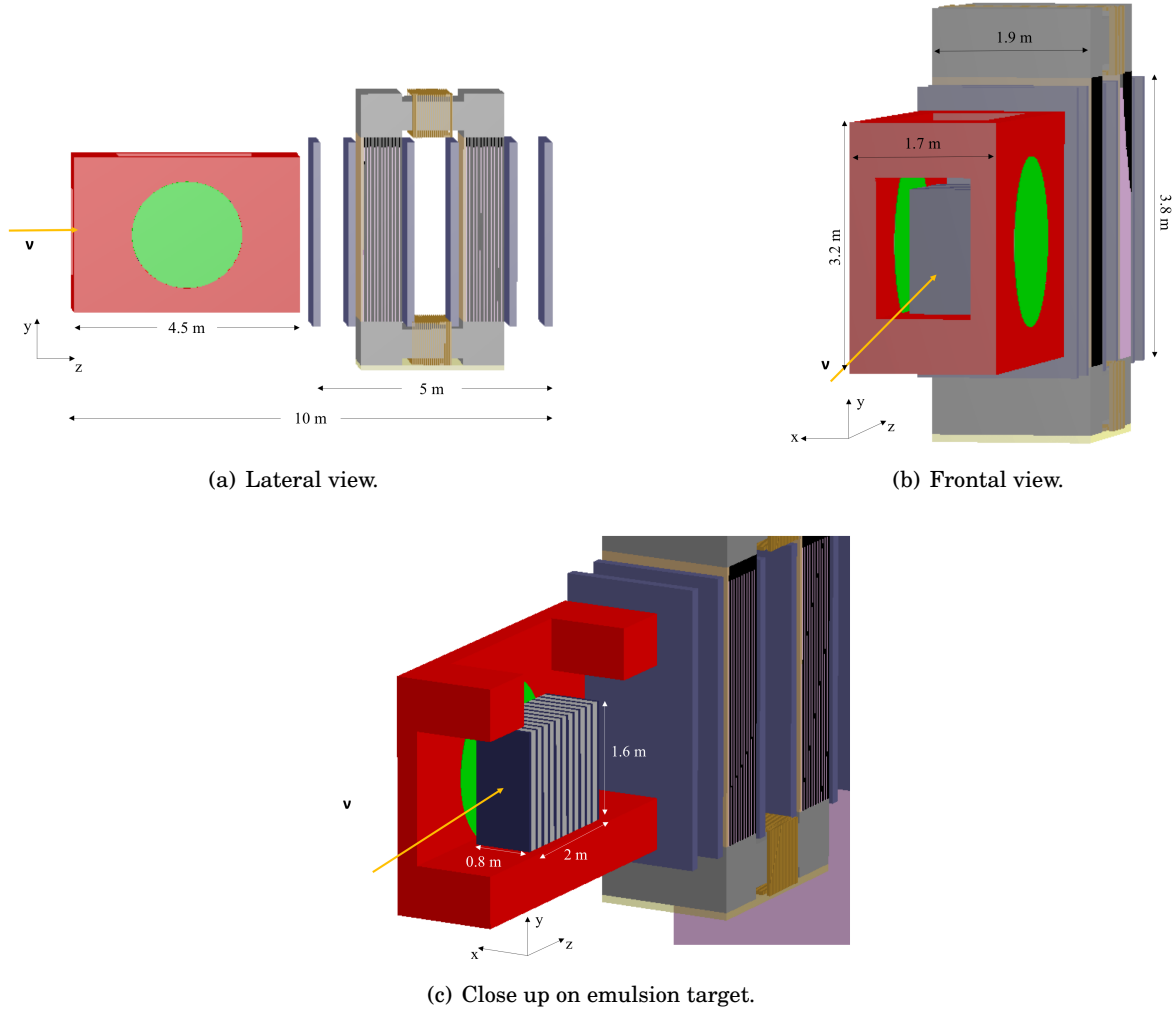 ν
4.5 m
y
z
5 m
10 m
(a) Lateral view.
1.9 m
1.7 m
3.2 m
3.8 m
ν
y
x
z
(b) Frontal view.
1.6 m
ν
0.8 m
2 m
y
x
z
(c) Close up on emulsion target.